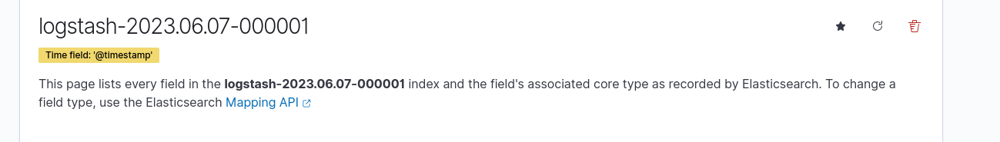 logstash-2023.06.07-000001
Time field: '@timestamp'
This page lists every field in the logstash-2023.06.07-000001 index and the field's associated core type as recorded by Elasticsearch. To change a
field type, use the Elasticsearch Mapping API